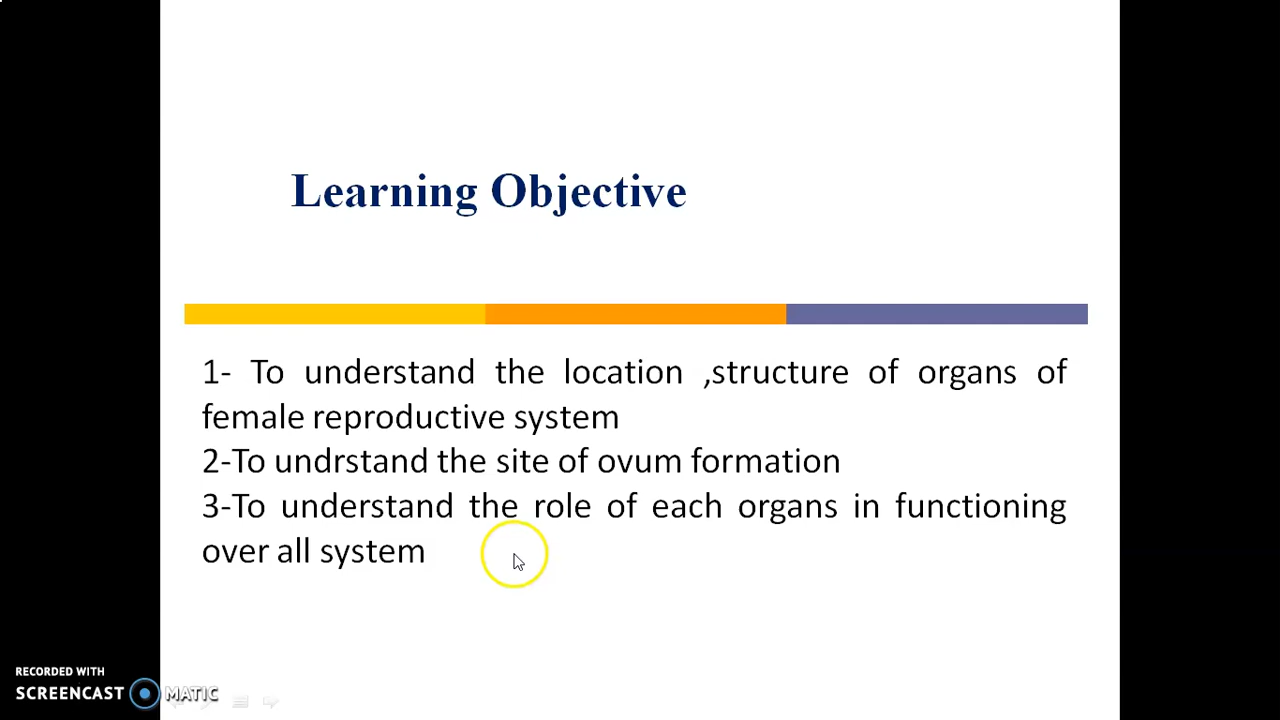 Learning Objective
1- To understand the location ,structure of organs of
female reproductive system
2-To undrstand the site of ovum formation
3-To understand the role of each organs in functioning
over all system
RECORDED WITH
SCREENCAST MATIC